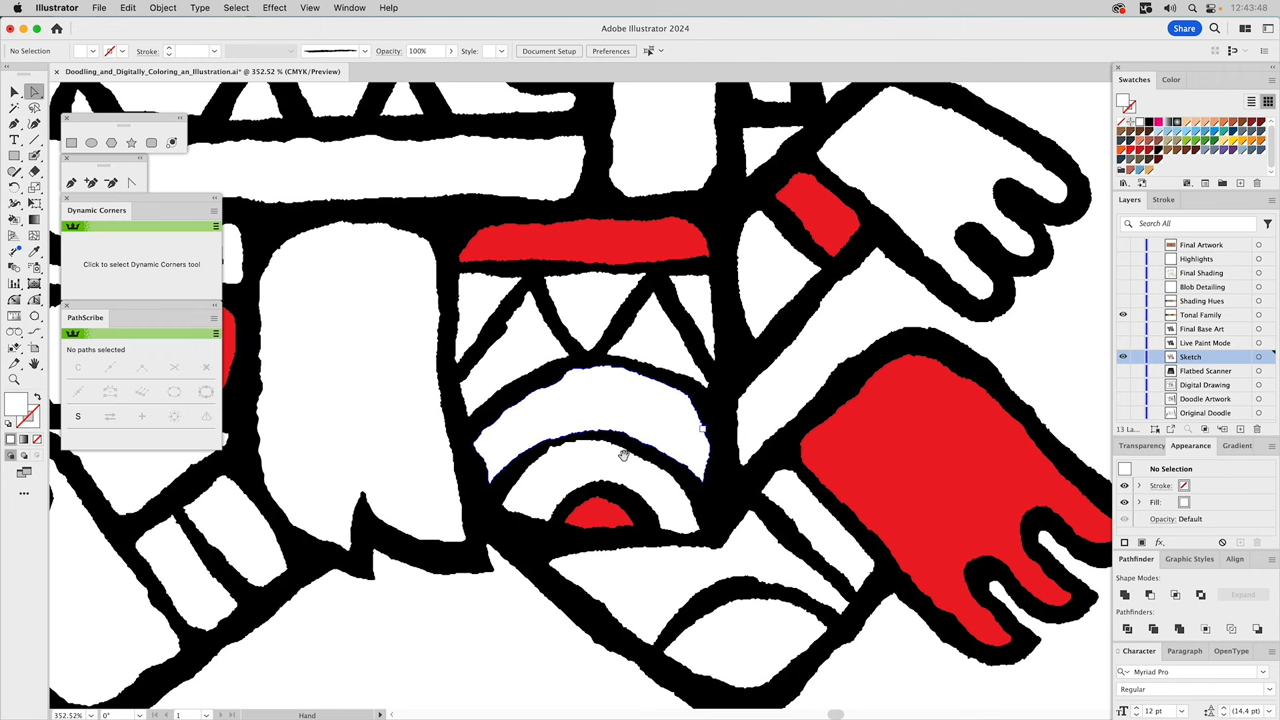 Illustrator File Edit Object Type Select Effect View Window Help 12:43:48
Adobe Illustrator 2024
Share
No Selection Stroke: Opacity: 100% Style: Document Setup Preferences
Doodling_and_Digitally_Coloring_an_Illustration.ai* @ 352.52 % (CMYK/Preview)
Dynamic Corners
Click to select Dynamic Corners tool
PathScribe
No paths selected
C
S
352.52% 0° 1 Hand
Swatches Color
Layers Stroke
Search All
Final Artwork
Highlights
Final Shading
Blob Detailing
Shading Hues
Tonal Family
Final Base Art
Live Paint Mode
Sketch
Flatbed Scanner
Digital Drawing
Doodle Artwork
Original Doodle
13 La...
Transparency Appearance Gradient
No Selection
Stroke:
Fill:
Opacity: Default
fx
Pathfinder Graphic Styles Align
Shape Modes:
Expand
Pathfinders:
Character Paragraph OpenType
Myriad Pro
Regular
12 pt (14.4 pt)